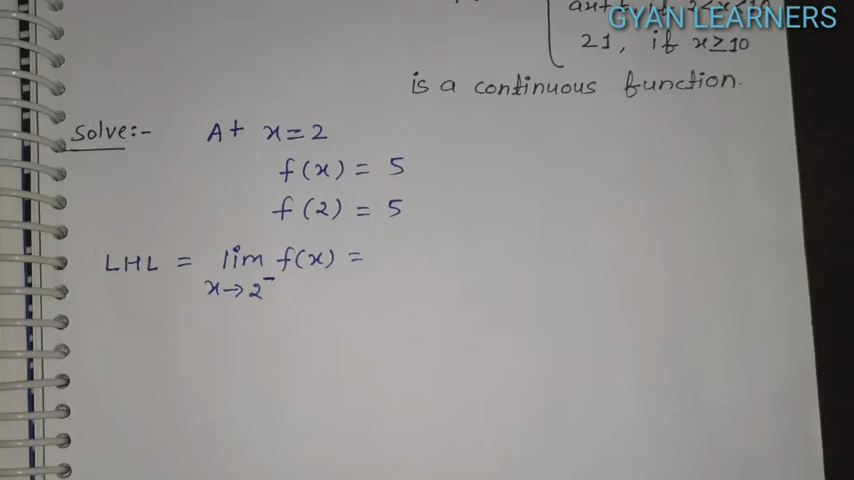 GYAN LEARNERS
21, if x ≥ 10
is a continuous function.
Solve:- At x = 2
f(x) = 5
f(2) = 5
LHL = lim f(x) =
x→2⁻